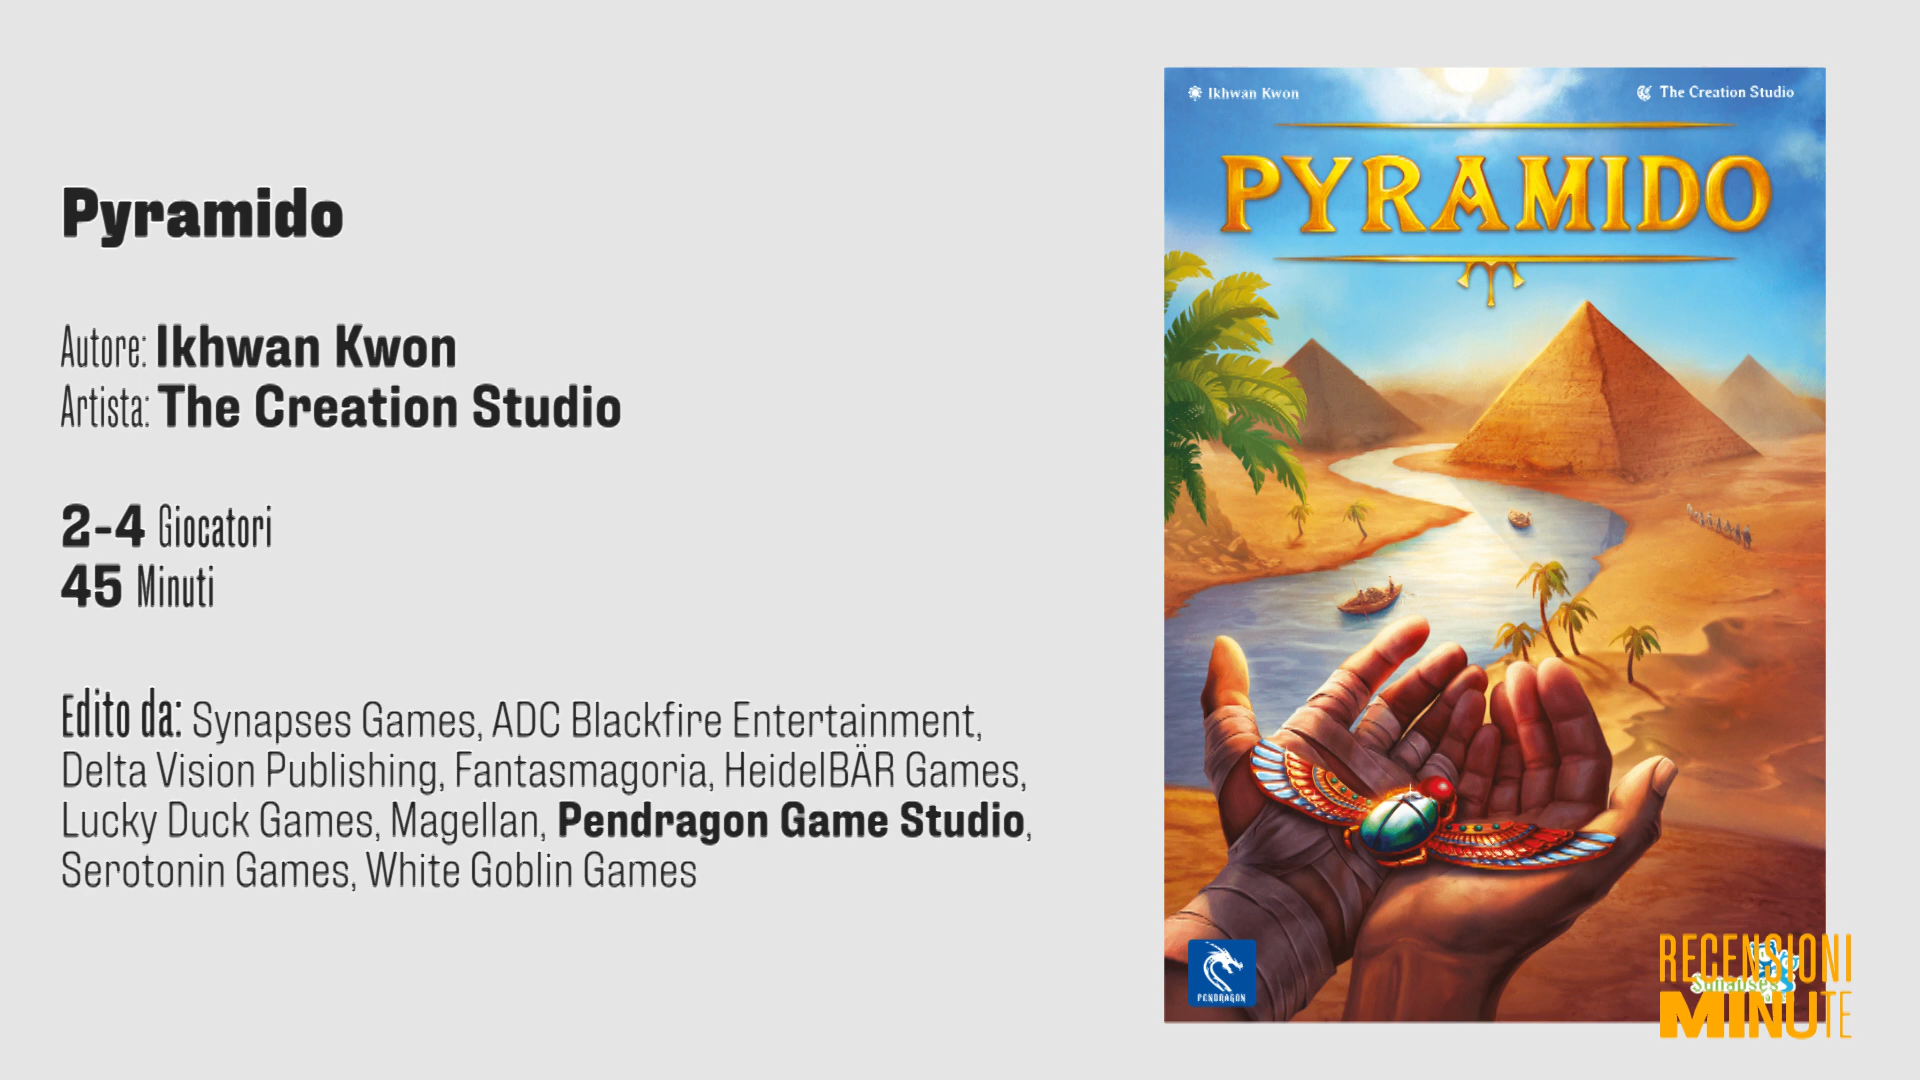 Pyramido
Autore: Ikhwan Kwon
Artista: The Creation Studio
2-4 Giocatori
45 Minuti
Edito da: Synapses Games, ADC Blackfire Entertainment,
Delta Vision Publishing, Fantasmagoria, HeidelBÄR Games,
Lucky Duck Games, Magellan, Pendragon Game Studio,
Serotonin Games, White Goblin Games
Ikhwan Kwon
The Creation Studio
PYRAMIDO
PENDRAGON
Synapses
RECENSIONI
MINUTE